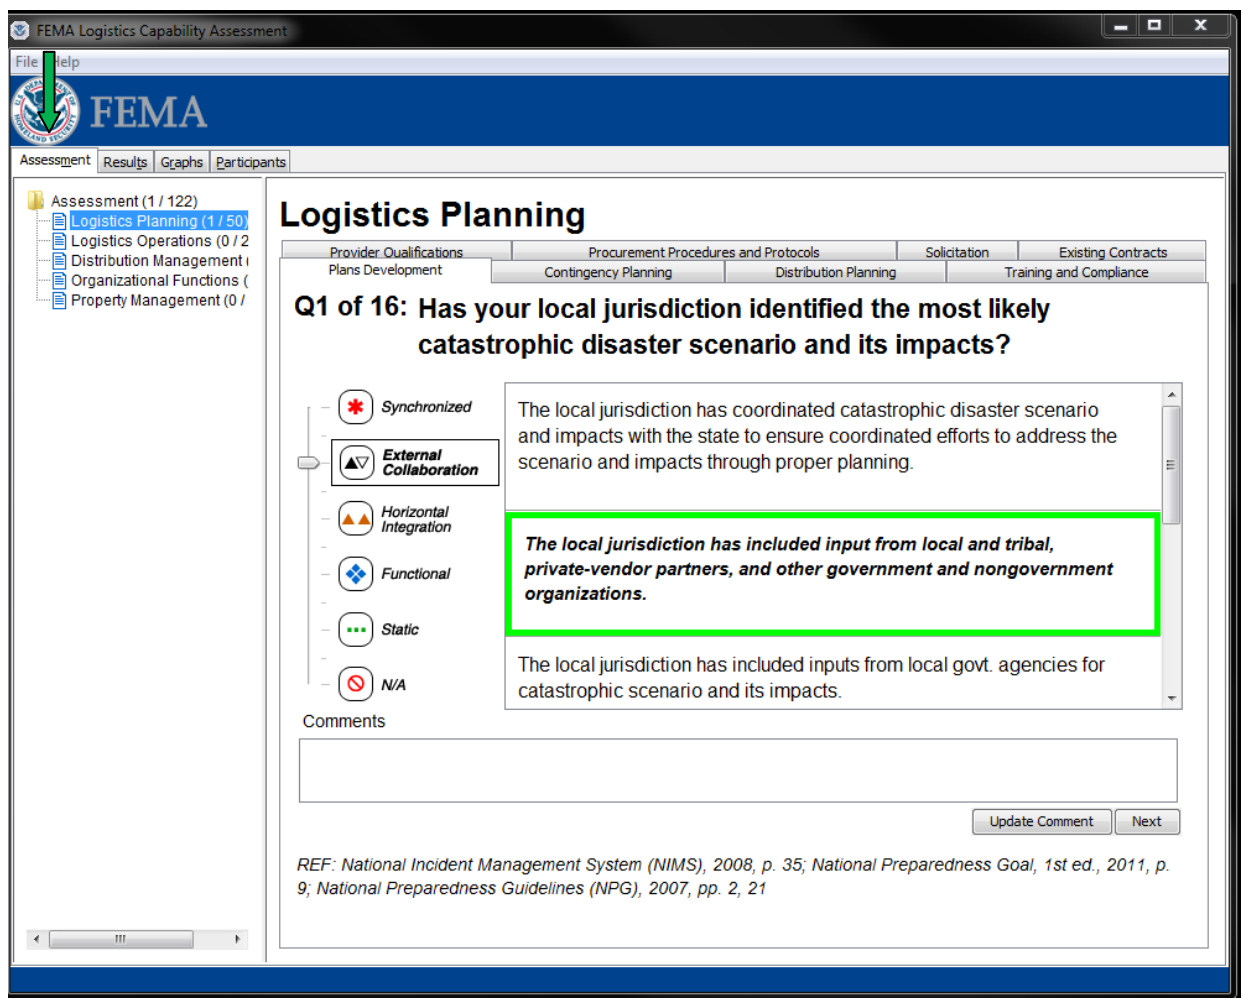 FEMA Logistics Capability Assessment
File Help
FEMA
Assessment Results Graphs Participants
Assessment (1 / 122)
Logistics Planning (1 / 50)
Logistics Operations (0 / 2
Distribution Management (
Organizational Functions (
Property Management (0 /
Logistics Planning
Provider Qualifications Procurement Procedures and Protocols Solicitation Existing Contracts
Plans Development Contingency Planning Distribution Planning Training and Compliance
Q1 of 16: Has your local jurisdiction identified the most likely
catastrophic disaster scenario and its impacts?
Synchronized
External
Collaboration
Horizontal
Integration
Functional
Static
N/A
The local jurisdiction has coordinated catastrophic disaster scenario
and impacts with the state to ensure coordinated efforts to address the
scenario and impacts through proper planning.
The local jurisdiction has included input from local and tribal,
private-vendor partners, and other government and nongovernment
organizations.
The local jurisdiction has included inputs from local govt. agencies for
catastrophic scenario and its impacts.
Comments
Update Comment Next
REF: National Incident Management System (NIMS), 2008, p. 35; National Preparedness Goal, 1st ed., 2011, p.
9; National Preparedness Guidelines (NPG), 2007, pp. 2, 21